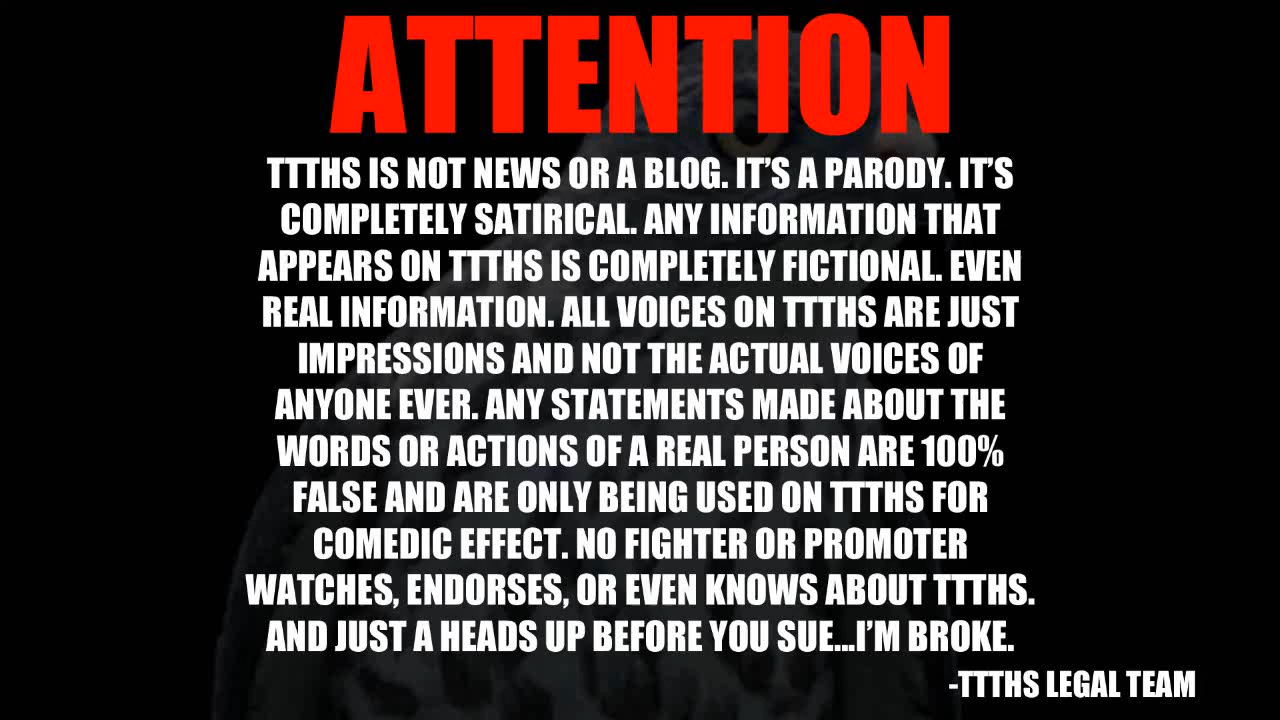 ATTENTION
TTTHS IS NOT NEWS OR A BLOG. IT'S A PARODY. IT'S
COMPLETELY SATIRICAL. ANY INFORMATION THAT
APPEARS ON TTTHS IS COMPLETELY FICTIONAL. EVEN
REAL INFORMATION. ALL VOICES ON TTTHS ARE JUST
IMPRESSIONS AND NOT THE ACTUAL VOICES OF
ANYONE EVER. ANY STATEMENTS MADE ABOUT THE
WORDS OR ACTIONS OF A REAL PERSON ARE 100%
FALSE AND ARE ONLY BEING USED ON TTTHS FOR
COMEDIC EFFECT. NO FIGHTER OR PROMOTER
WATCHES, ENDORSES, OR EVEN KNOWS ABOUT TTTHS.
AND JUST A HEADS UP BEFORE YOU SUE...I'M BROKE.
-TTTHS LEGAL TEAM